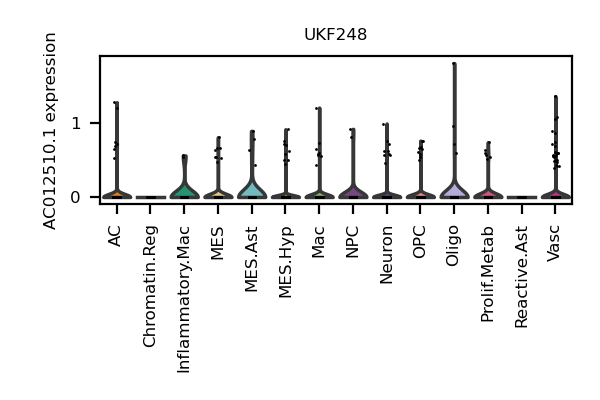 UKF248
AC012510.1 expression
1
0
AC
Chromatin.Reg
Inflammatory.Mac
MES
MES.Ast
MES.Hyp
Mac
NPC
Neuron
OPC
Oligo
Prolif.Metab
Reactive.Ast
Vasc